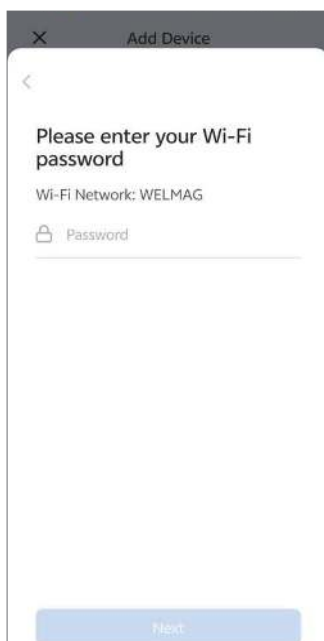 Add Device
Please enter your Wi-Fi
password
Wi-Fi Network: WELMAG
Password
Next